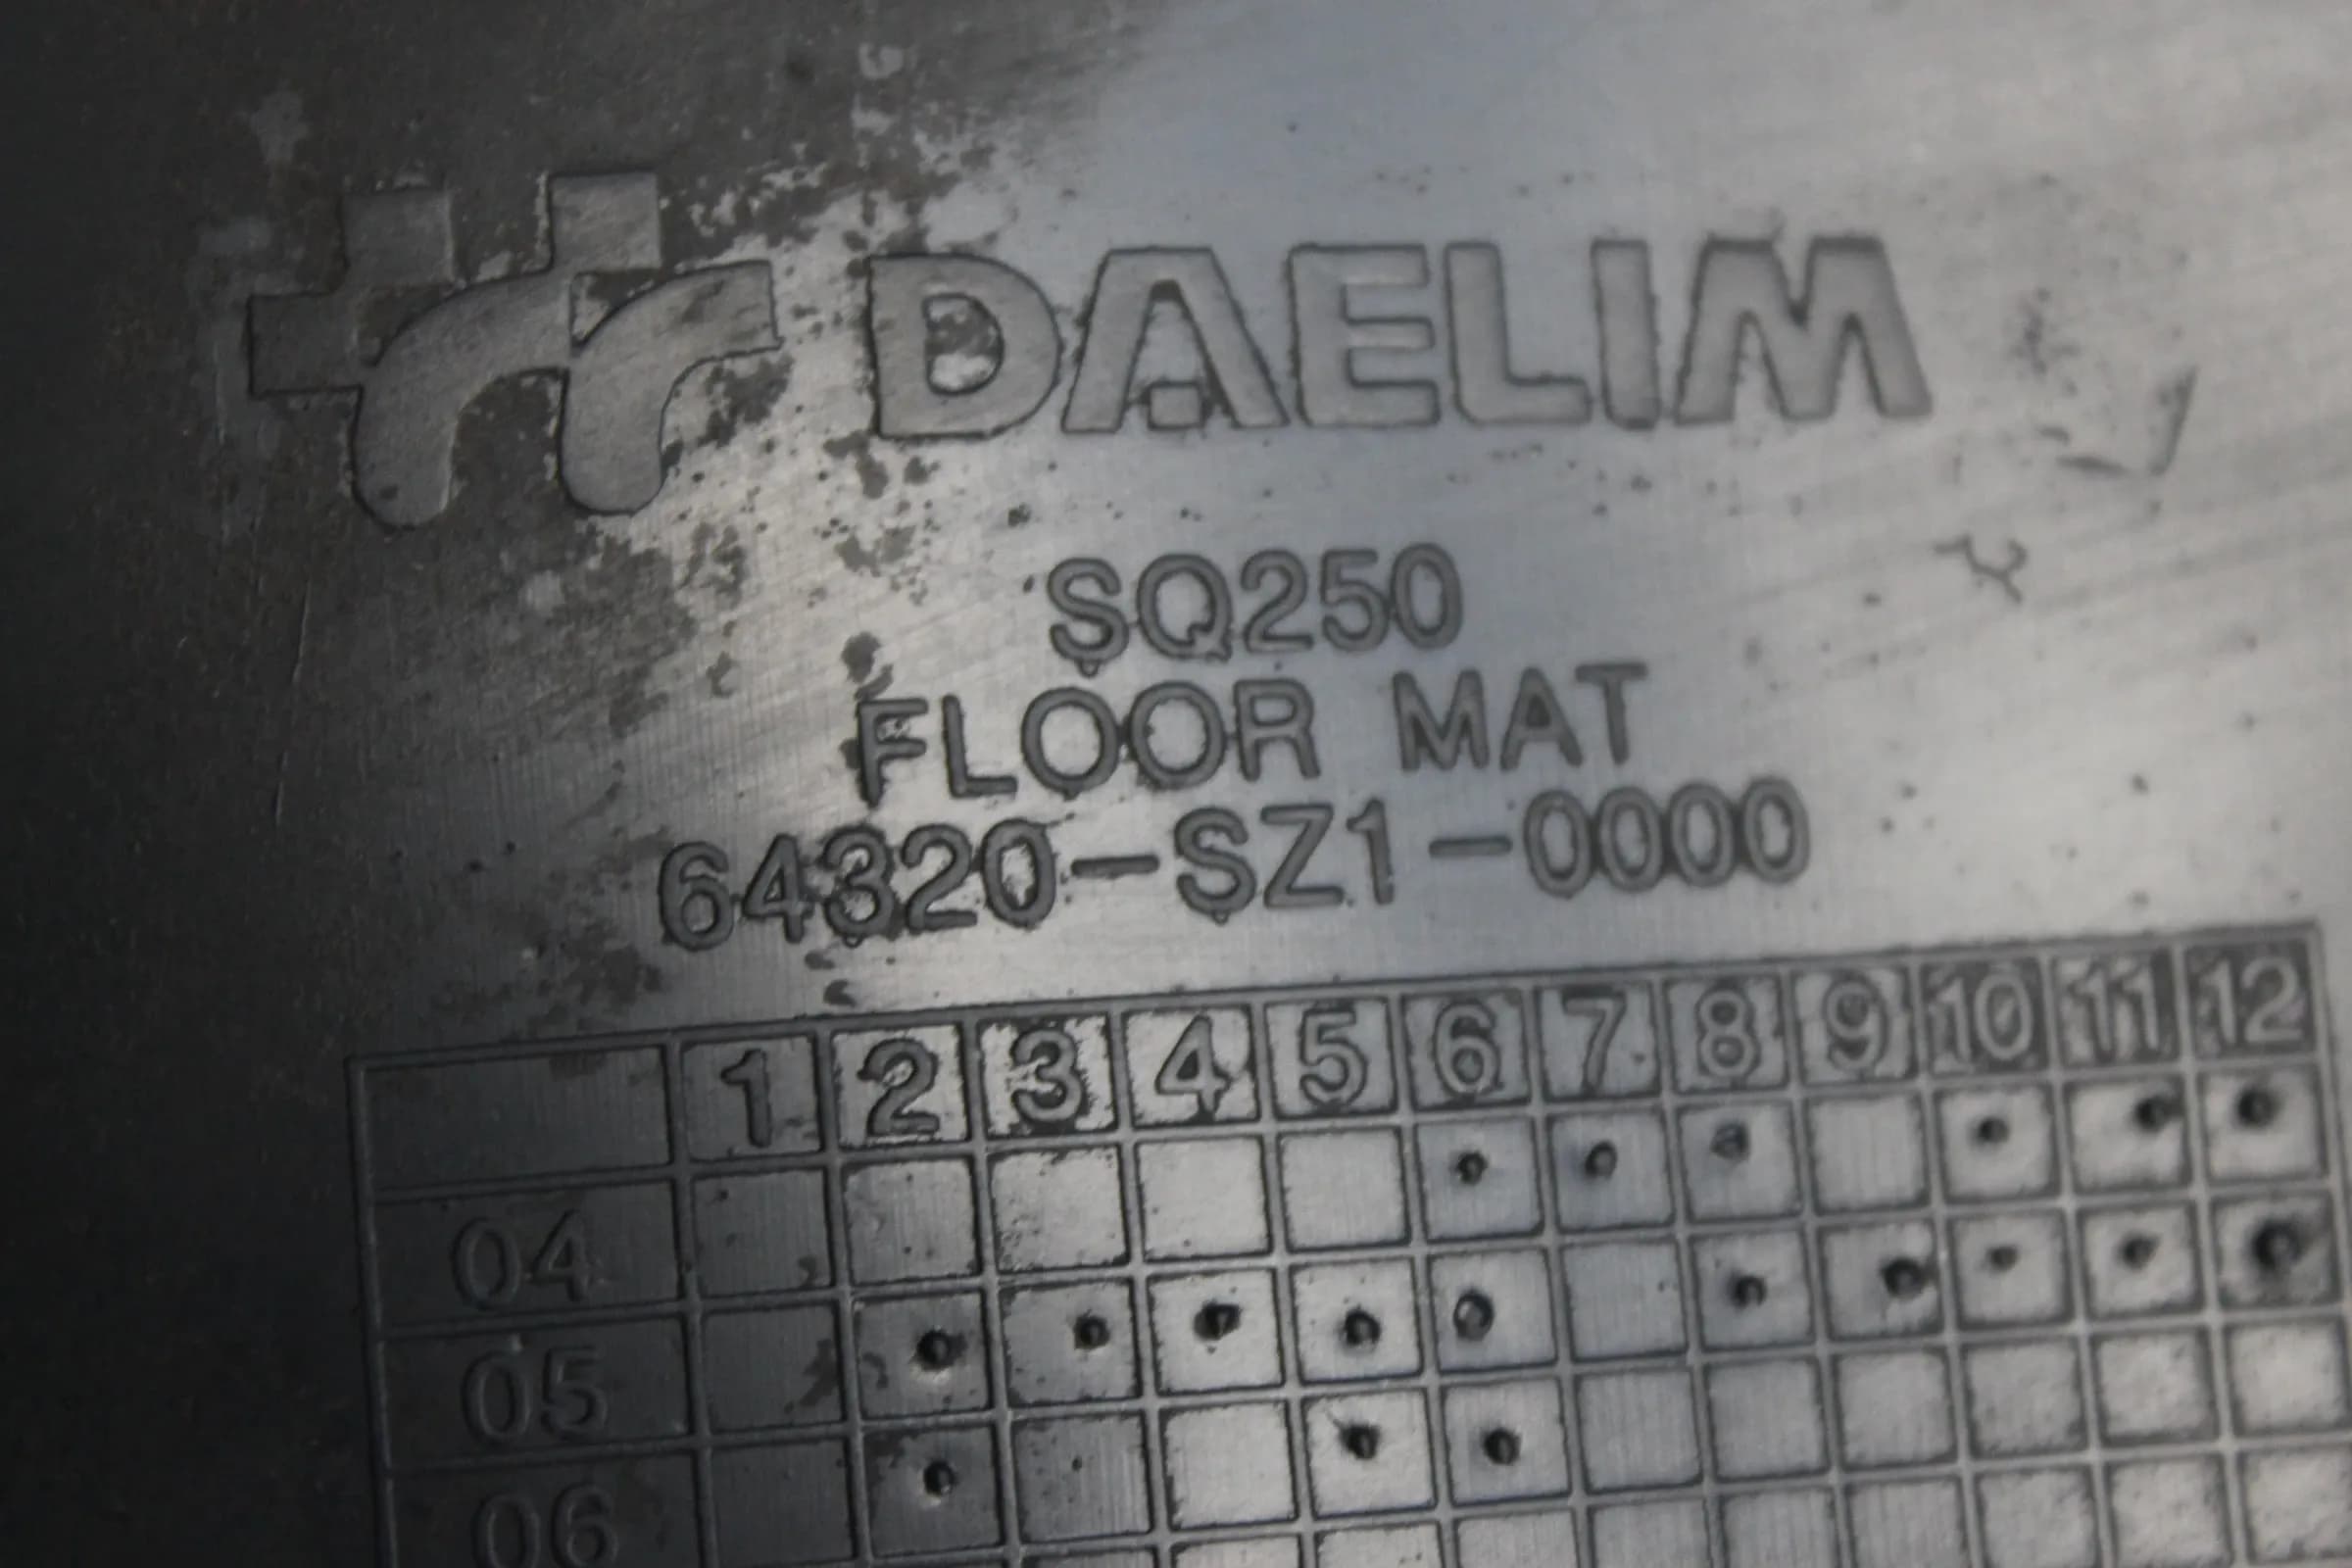 DAELIM
SQ250
FLOOR MAT
64320-SZ1-0000
1 2 3 4 5 6 7 8 9 10 11 12
04
05
06